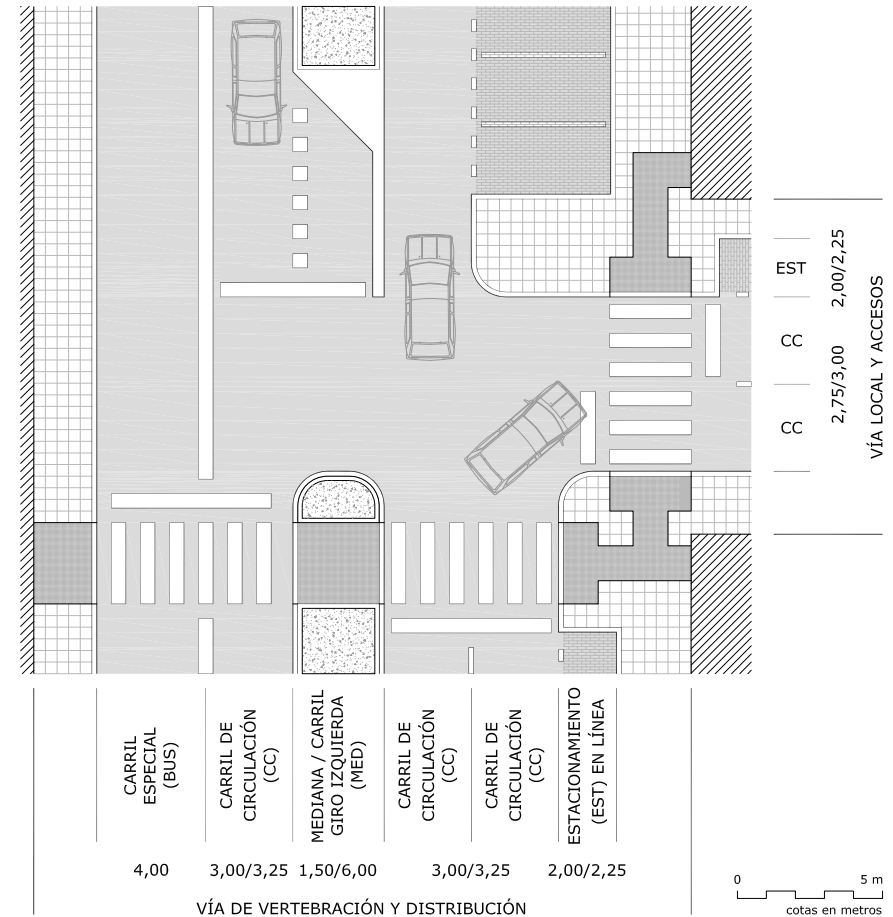 EST
CC
CC
2,00/2,25
2,75/3,00
VÍA LOCAL Y ACCESOS
CARRIL
ESPECIAL
(BUS)
CARRIL DE
CIRCULACIÓN
(CC)
MEDIANA / CARRIL
GIRO IZQUIERDA
(MED)
CARRIL DE
CIRCULACIÓN
(CC)
CARRIL DE
CIRCULACIÓN
(CC)
ESTACIONAMIENTO
(EST) EN LÍNEA
4,00
3,00/3,25
1,50/6,00
3,00/3,25
2,00/2,25
VÍA DE VERTEBRACIÓN Y DISTRIBUCIÓN
0
5 m
cotas en metros